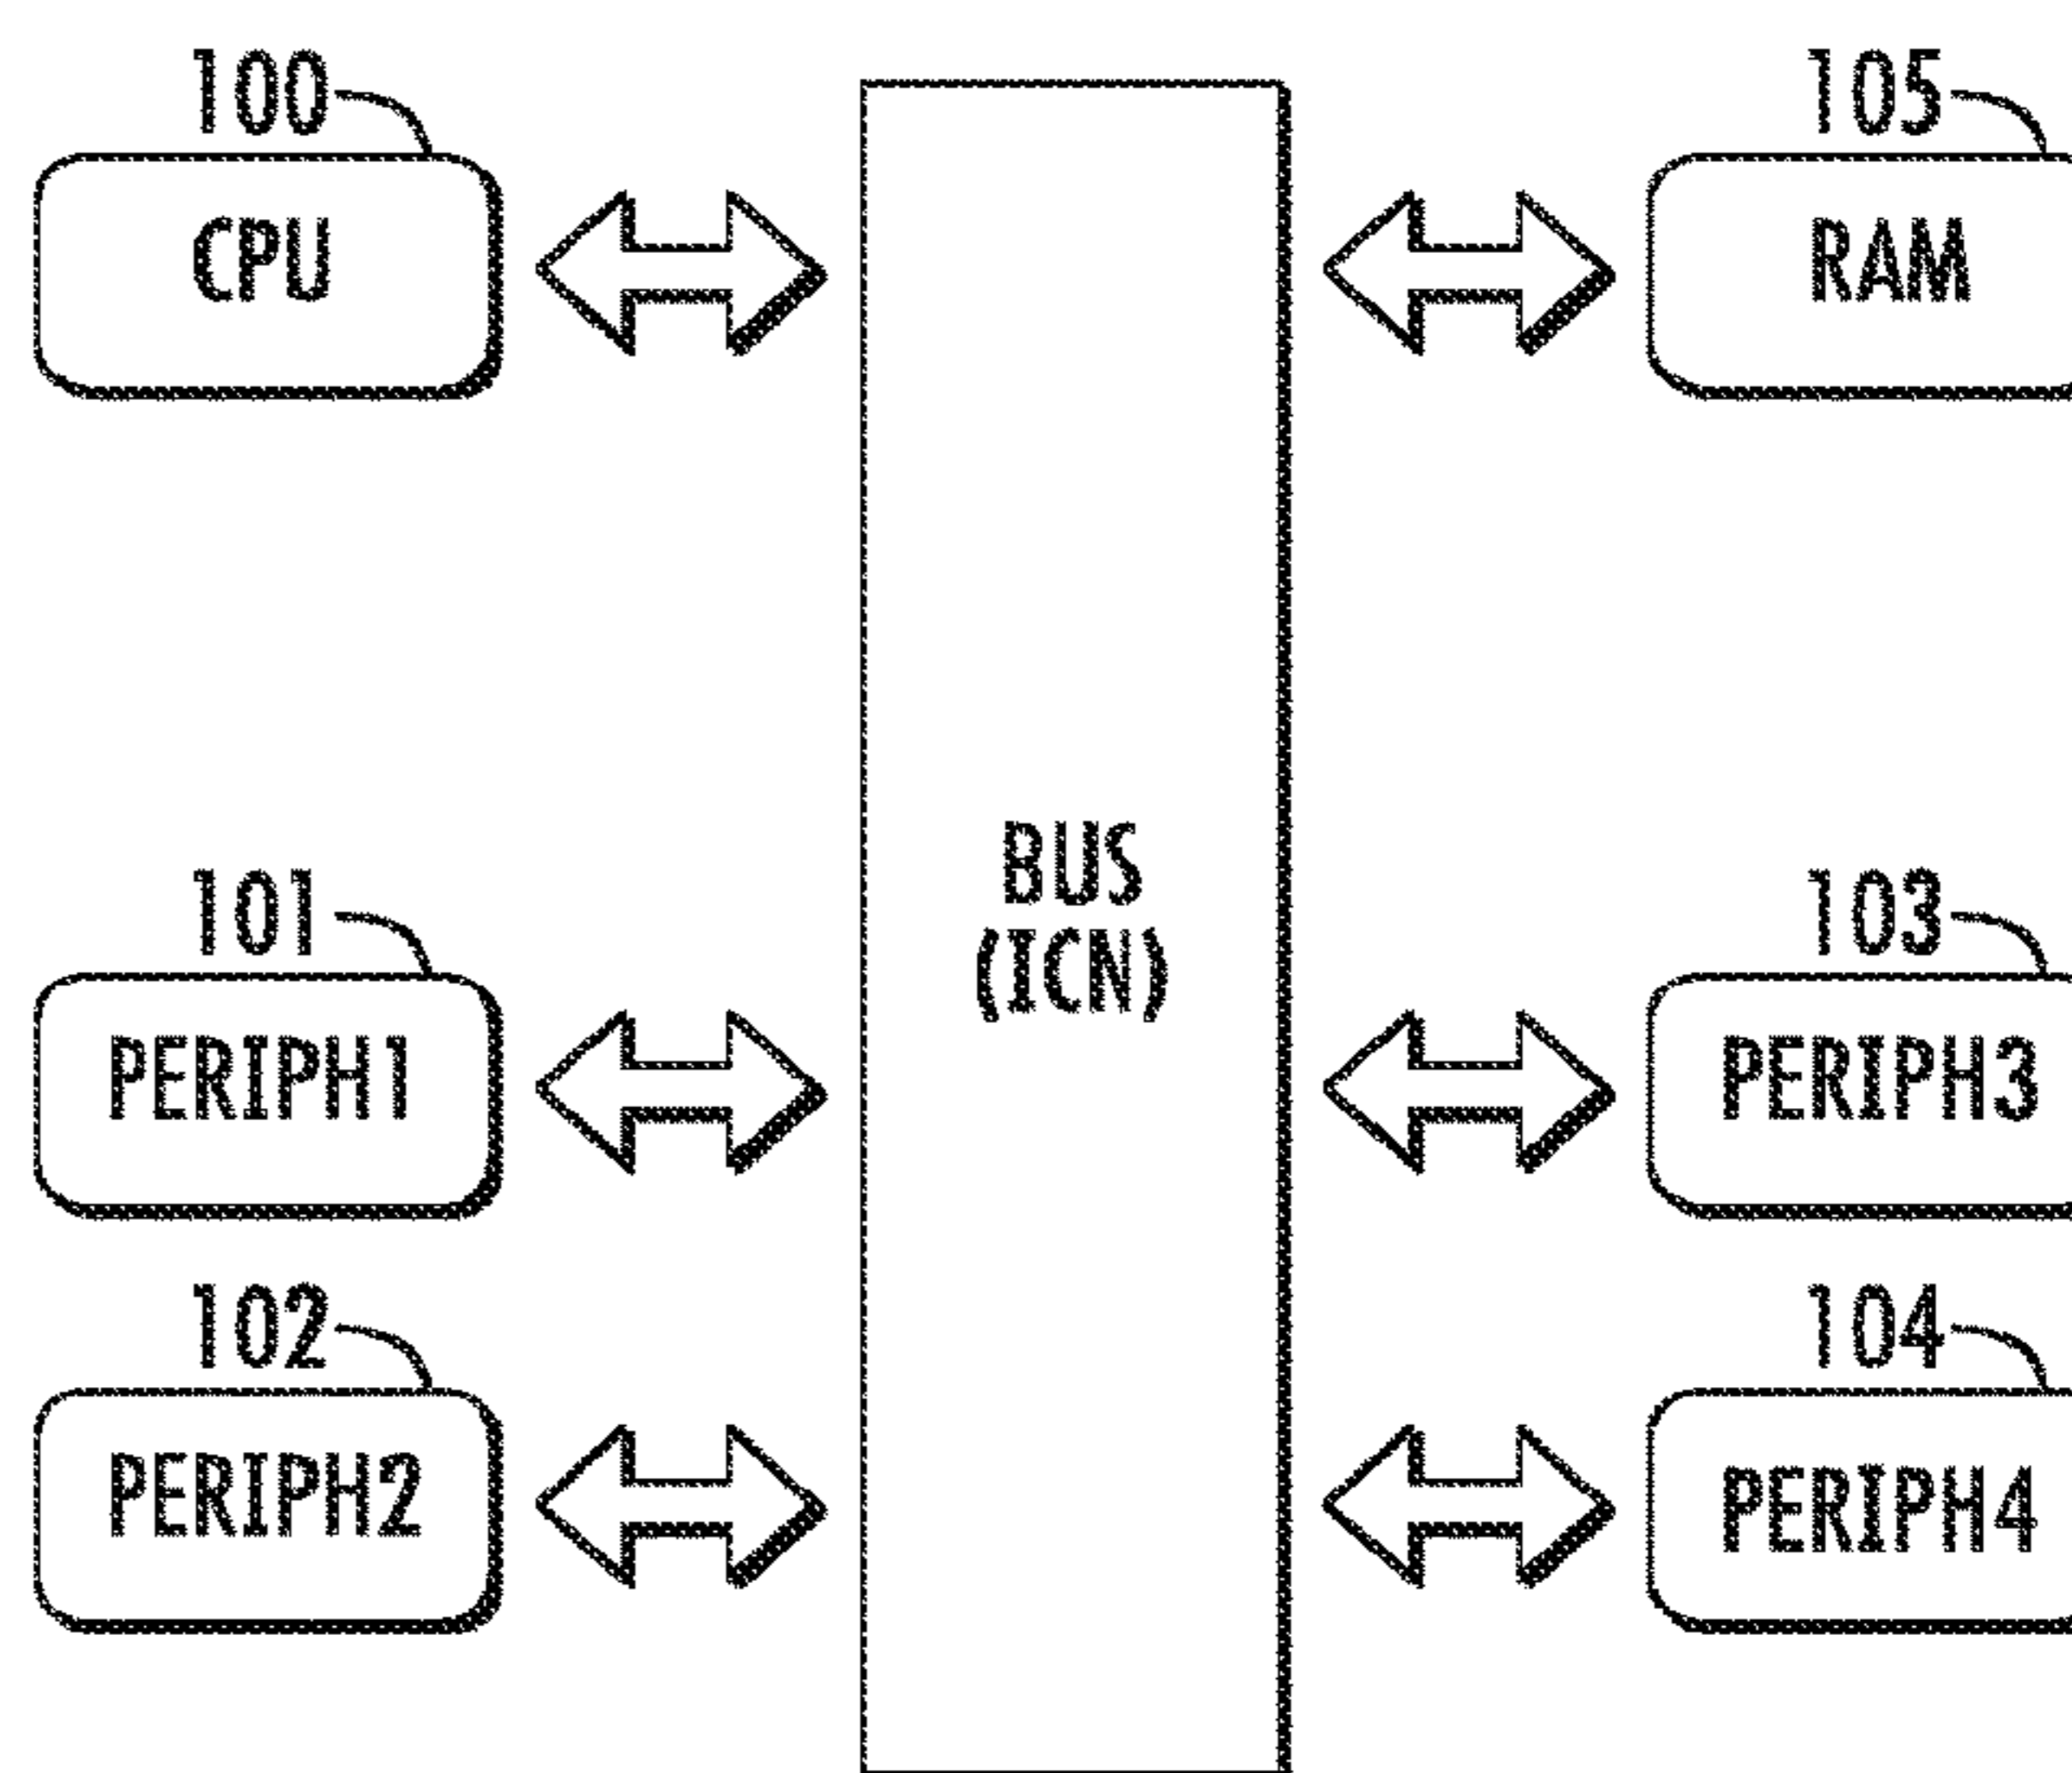 100
CPU
105
RAM
BUS
(ICN)
101
PERIPH1
103
PERIPH3
102
PERIPH2
104
PERIPH4